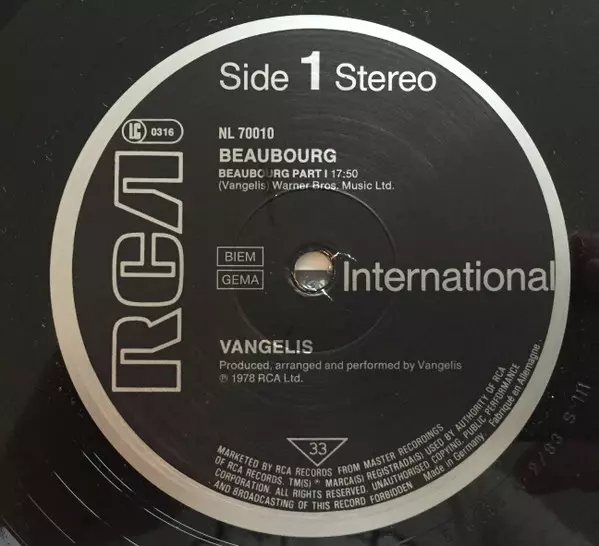 Side 1 Stereo
LC 0316
NL 70010
BEAUBOURG
BEAUBOURG PART I 17:50
(Vangelis) Warner Bros. Music Ltd.
RCA
BIEM
GEMA
International
VANGELIS
Produced, arranged and performed by Vangelis
℗ 1978 RCA Ltd.
33
MARKETED BY RCA RECORDS FROM MASTER RECORDINGS
OF RCA RECORDS. TM(S) ® MARCA(S) REGISTRADA(S) USED BY AUTHORITY OF RCA
CORPORATION. ALL RIGHTS RESERVED. UNAUTHORISED COPYING, PUBLIC PERFORMANCE
AND BROADCASTING OF THIS RECORD FORBIDDEN
Made in Germany Fabriqué en Allemagne